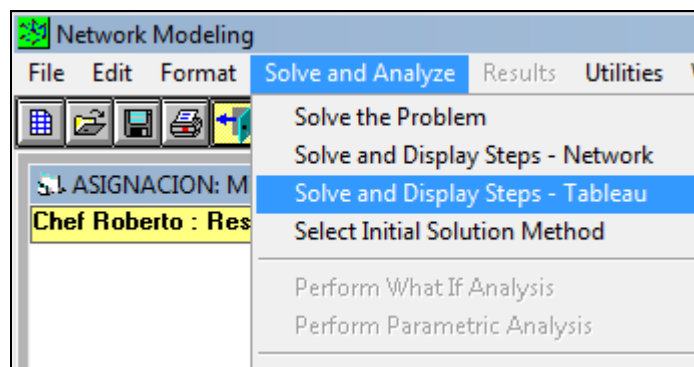 Network Modeling
File Edit Format Solve and Analyze Results Utilities
Solve the Problem
Solve and Display Steps - Network
ASIGNACION: M
Solve and Display Steps - Tableau
Chef Roberto : Res
Select Initial Solution Method
Perform What If Analysis
Perform Parametric Analysis